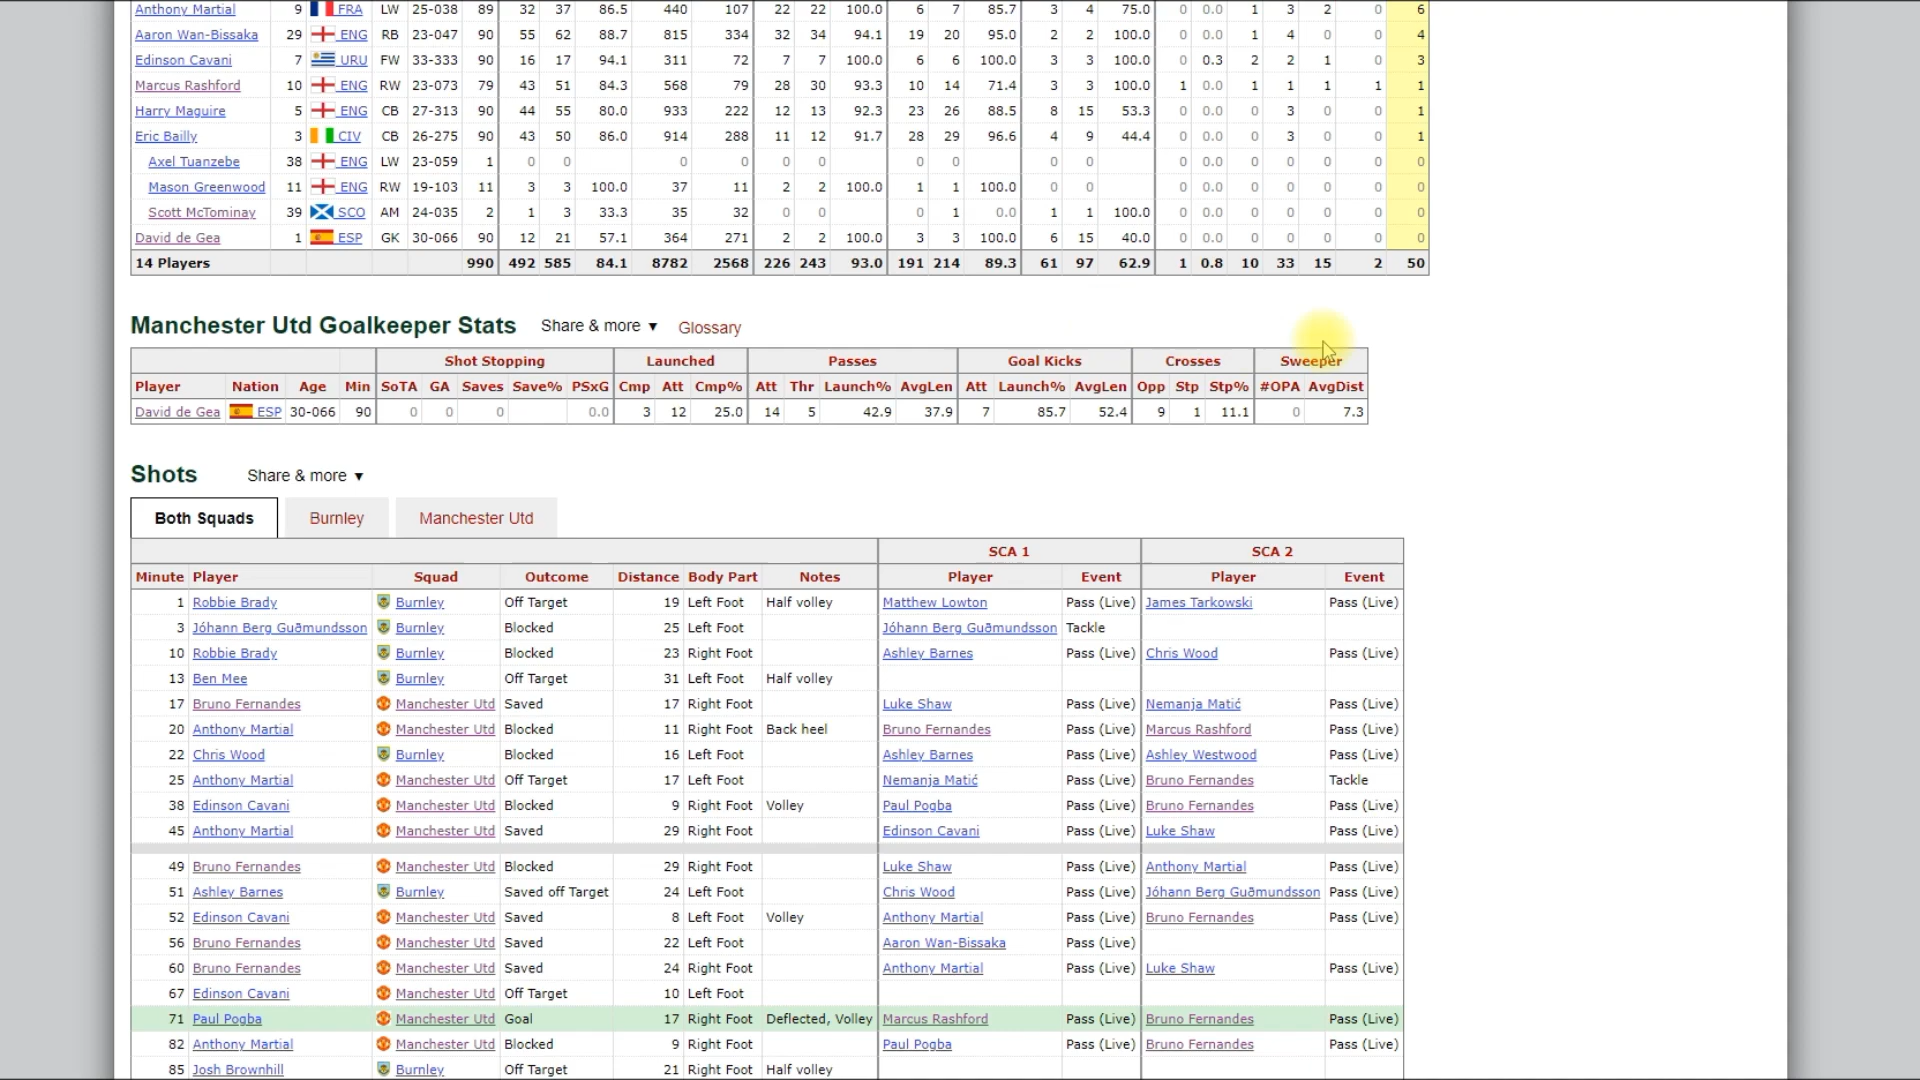 Anthony Martial 9 FRA LW 25-038 89 32 37 86.5 440 107 22 22 100.0 6 7 85.7 3 4 75.0 0 0.0 1 3 2 0 6
Aaron Wan-Bissaka 29 ENG RB 23-047 90 55 62 88.7 815 334 32 34 94.1 19 20 95.0 2 2 100.0 0 0.0 1 4 0 0 4
Edinson Cavani 7 URU FW 33-333 90 16 17 94.1 311 72 7 7 100.0 6 6 100.0 3 3 100.0 0 0.3 2 2 1 0 3
Marcus Rashford 10 ENG RW 23-073 79 43 51 84.3 568 79 28 30 93.3 10 14 71.4 3 3 100.0 1 0.0 1 1 1 1 1
Harry Maguire 5 ENG CB 27-313 90 44 55 80.0 933 222 12 13 92.3 23 26 88.5 8 15 53.3 0 0.0 0 3 0 0 1
Eric Bailly 3 CIV CB 26-275 90 43 50 86.0 914 288 11 12 91.7 28 29 96.6 4 9 44.4 0 0.0 0 3 0 0 1
Axel Tuanzebe 38 ENG LW 23-059 1 0 0 0 0 0 0 0 0 0 0 0 0.0 0 0 0 0 0
Mason Greenwood 11 ENG RW 19-103 11 3 3 100.0 37 11 2 2 100.0 1 1 100.0 0 0 0 0.0 0 0 0 0 0
Scott McTominay 39 SCO AM 24-035 2 1 3 33.3 35 32 0 0 0 1 0.0 1 1 100.0 0 0.0 0 0 0 0 0
David de Gea 1 ESP GK 30-066 90 12 21 57.1 364 271 2 2 100.0 3 3 100.0 6 15 40.0 0 0.0 0 0 0 0 0
14 Players 990 492 585 84.1 8782 2568 226 243 93.0 191 214 89.3 61 97 62.9 1 0.8 10 33 15 2 50
Manchester Utd Goalkeeper Stats Share & more ▼ Glossary
Shot Stopping Launched Passes Goal Kicks Crosses Sweeper
Player Nation Age Min SoTA GA Saves Save% PSxG Cmp Att Cmp% Att Thr Launch% AvgLen Att Launch% AvgLen Opp Stp Stp% #OPA AvgDist
David de Gea ESP 30-066 90 0 0 0 0.0 3 12 25.0 14 5 42.9 37.9 7 85.7 52.4 9 1 11.1 0 7.3
Shots Share & more ▼
Both Squads Burnley Manchester Utd
SCA 1 SCA 2
Minute Player Squad Outcome Distance Body Part Notes Player Event Player Event
1 Robbie Brady Burnley Off Target 19 Left Foot Half volley Matthew Lowton Pass (Live) James Tarkowski Pass (Live)
3 Jóhann Berg Guðmundsson Burnley Blocked 25 Left Foot Jóhann Berg Guðmundsson Tackle
10 Robbie Brady Burnley Blocked 23 Right Foot Ashley Barnes Pass (Live) Chris Wood Pass (Live)
13 Ben Mee Burnley Off Target 31 Left Foot Half volley
17 Bruno Fernandes Manchester Utd Saved 17 Right Foot Luke Shaw Pass (Live) Nemanja Matić Pass (Live)
20 Anthony Martial Manchester Utd Blocked 11 Right Foot Back heel Bruno Fernandes Pass (Live) Marcus Rashford Pass (Live)
22 Chris Wood Burnley Blocked 16 Left Foot Ashley Barnes Pass (Live) Ashley Westwood Pass (Live)
25 Anthony Martial Manchester Utd Off Target 17 Left Foot Nemanja Matić Pass (Live) Bruno Fernandes Tackle
38 Edinson Cavani Manchester Utd Blocked 9 Right Foot Volley Paul Pogba Pass (Live) Bruno Fernandes Pass (Live)
45 Anthony Martial Manchester Utd Saved 29 Right Foot Edinson Cavani Pass (Live) Luke Shaw Pass (Live)
49 Bruno Fernandes Manchester Utd Blocked 29 Right Foot Luke Shaw Pass (Live) Anthony Martial Pass (Live)
51 Ashley Barnes Burnley Saved off Target 24 Left Foot Chris Wood Pass (Live) Jóhann Berg Guðmundsson Pass (Live)
52 Edinson Cavani Manchester Utd Saved 8 Left Foot Volley Anthony Martial Pass (Live) Bruno Fernandes Pass (Live)
56 Bruno Fernandes Manchester Utd Saved 22 Left Foot Aaron Wan-Bissaka Pass (Live)
60 Bruno Fernandes Manchester Utd Saved 24 Right Foot Anthony Martial Pass (Live) Luke Shaw Pass (Live)
67 Edinson Cavani Manchester Utd Off Target 10 Left Foot
71 Paul Pogba Manchester Utd Goal 17 Right Foot Deflected, Volley Marcus Rashford Pass (Live) Bruno Fernandes Pass (Live)
82 Anthony Martial Manchester Utd Blocked 9 Right Foot Paul Pogba Pass (Live) Bruno Fernandes Pass (Live)
85 Josh Brownhill Burnley Off Target 21 Right Foot Half volley